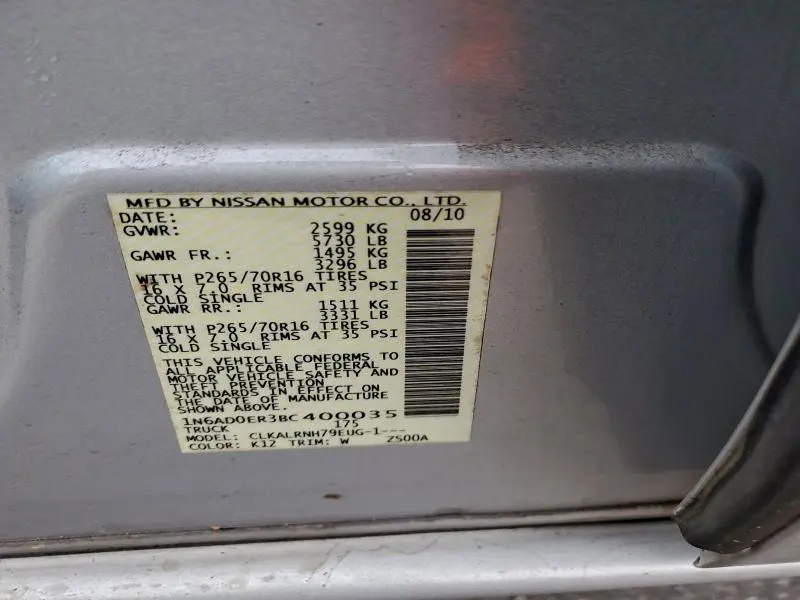 MFD BY NISSAN MOTOR CO., LTD.
DATE: 08/10
GVWR: 2599 KG
5730 LB
GAWR FR.: 1495 KG
3296 LB
WITH P265/70R16 TIRES
16 X 7.0 RIMS AT 35 PSI
COLD SINGLE
GAWR RR.: 1511 KG
3331 LB
WITH P265/70R16 TIRES
16 X 7.0 RIMS AT 35 PSI
COLD SINGLE
THIS VEHICLE CONFORMS TO
ALL APPLICABLE FEDERAL
MOTOR VEHICLE SAFETY AND
THEFT PREVENTION
STANDARDS IN EFFECT ON
THE DATE OF MANUFACTURE
SHOWN ABOVE.
1N6AD0ER3BC400035
TRUCK 175
MODEL: CLKALRNH79EUG-1---
COLOR: K12 TRIM: W ZS00A